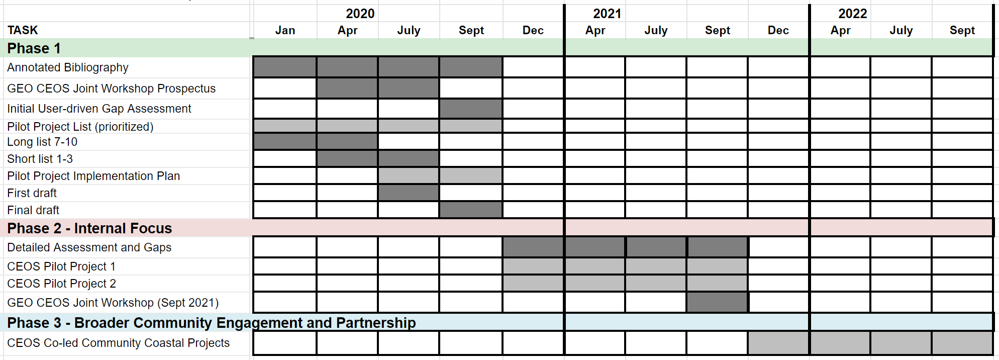 2020 2021 2022
TASK Jan Apr July Sept Dec Apr July Sept Dec Apr July Sept
Phase 1
Annotated Bibliography
GEO CEOS Joint Workshop Prospectus
Initial User-driven Gap Assessment
Pilot Project List (prioritized)
Long list 7-10
Short list 1-3
Pilot Project Implementation Plan
First draft
Final draft
Phase 2 - Internal Focus
Detailed Assessment and Gaps
CEOS Pilot Project 1
CEOS Pilot Project 2
GEO CEOS Joint Workshop (Sept 2021)
Phase 3 - Broader Community Engagement and Partnership
CEOS Co-led Community Coastal Projects